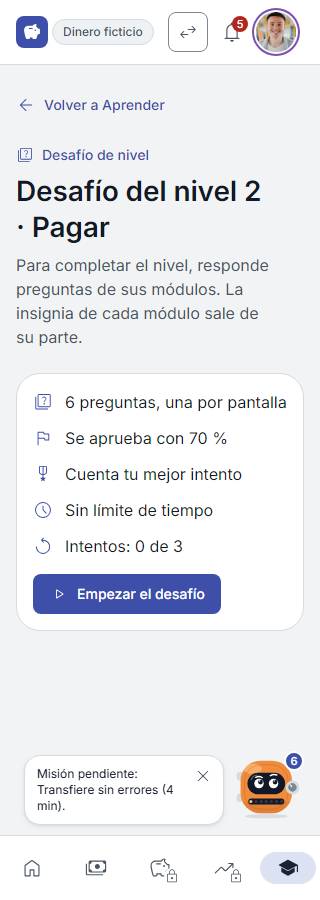 Dinero ficticio
5
Volver a Aprender
Desafío de nivel
Desafío del nivel 2
· Pagar
Para completar el nivel, responde
preguntas de sus módulos. La
insignia de cada módulo sale de
su parte.
6 preguntas, una por pantalla
Se aprueba con 70 %
Cuenta tu mejor intento
Sin límite de tiempo
Intentos: 0 de 3
Empezar el desafío
Misión pendiente:
Transfiere sin errores (4
min).
6